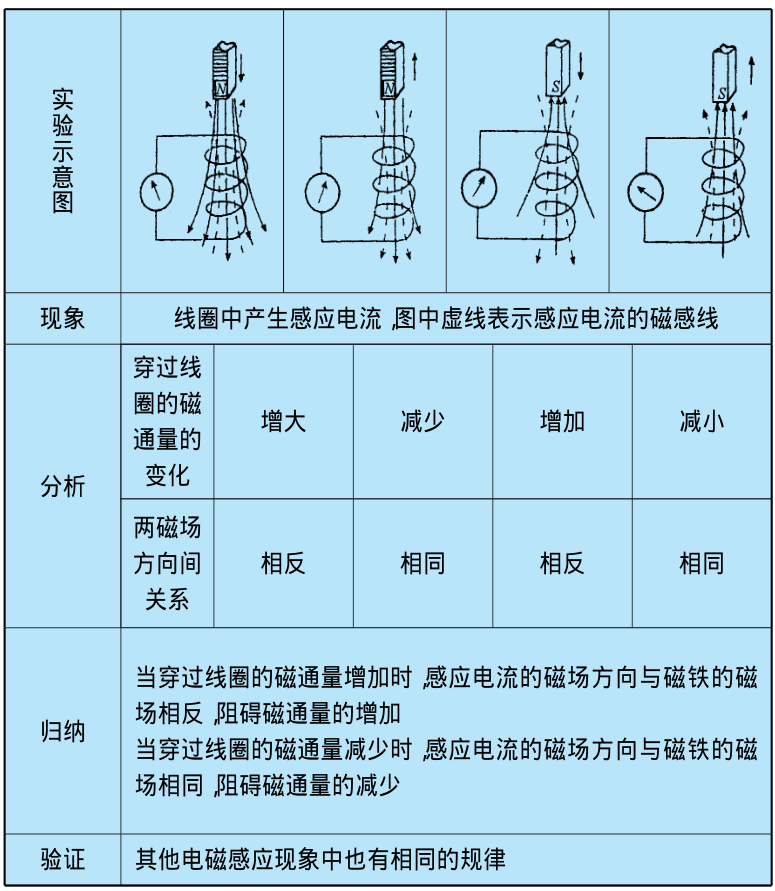 实验示意图
N
N
S
S
现象
线圈中产生感应电流,图中虚线表示感应电流的磁感线
分析
穿过线
圈的磁
通量的
变化
增大
减少
增加
减小
两磁场
方向间
关系
相反
相同
相反
相同
归纳
当穿过线圈的磁通量增加时,感应电流的磁场方向与磁铁的磁
场相反,阻碍磁通量的增加
当穿过线圈的磁通量减少时,感应电流的磁场方向与磁铁的磁
场相同,阻碍磁通量的减少
验证
其他电磁感应现象中也有相同的规律